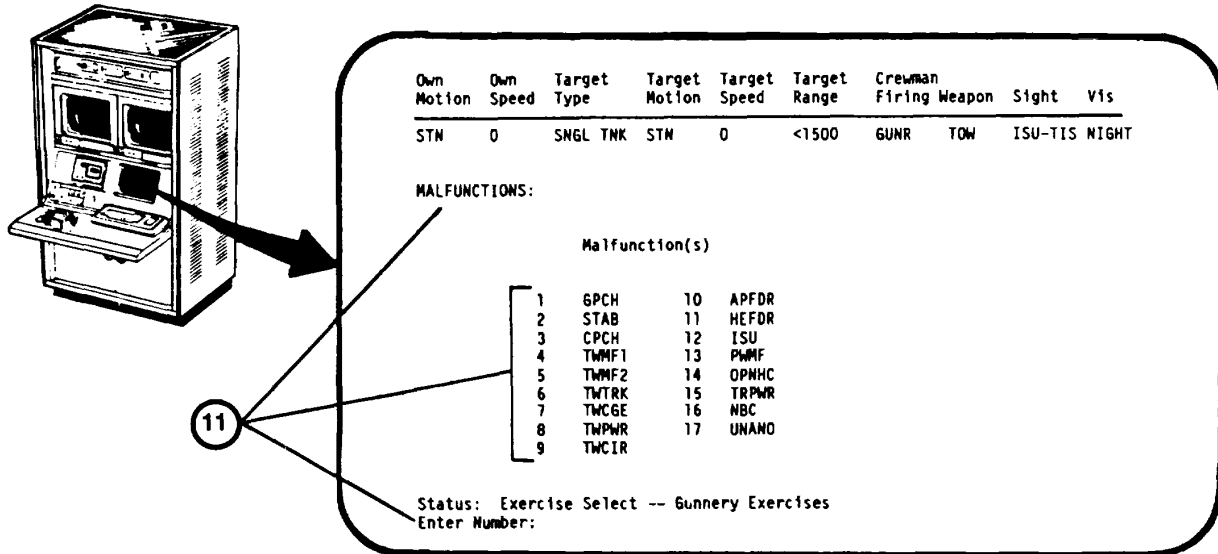 Own Own Target Target Target Target Crewman
Motion Speed Type Motion Speed Range Firing Weapon Sight Vis
STN 0 SNGL TNK STN 0 <1500 GUNR TOW ISU-TIS NIGHT
MALFUNCTIONS:
Malfunction(s)
1 GPCH 10 APFDR
2 STAB 11 HEFDR
3 CPCH 12 ISU
4 TWMF1 13 PWMF
5 TWMF2 14 OPNHC
6 TWTRK 15 TRPWR
7 TWCGE 16 NBC
8 TWPWR 17 UNANO
9 TWCIR
11
Status: Exercise Select -- Gunnery Exercises
Enter Number: